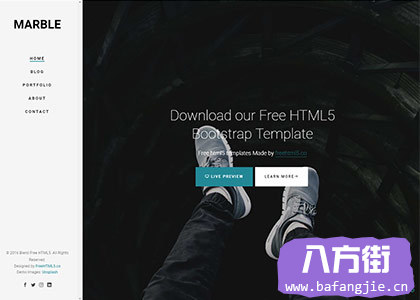 MARBLE
HOME
BLOG
PORTFOLIO
ABOUT
CONTACT
Download our Free HTML5
Bootstrap Template
Free html5 templates Made by freehtml5.co
LIVE PREVIEW
LEARN MORE
© 2016 Blend Free HTML5. All Rights
Reserved.
Designed by FreeHTML5.co
Demo Images: Unsplash
八方街
www.bafangjie.cn